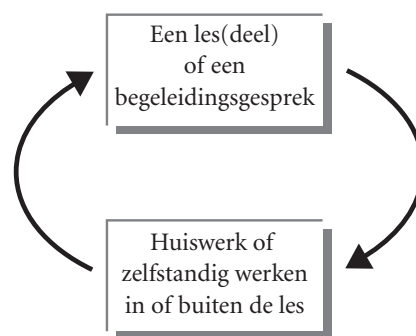 Een les(deel)
of een
begeleidingsgesprek
Huiswerk of
zelfstandig werken
in of buiten de les